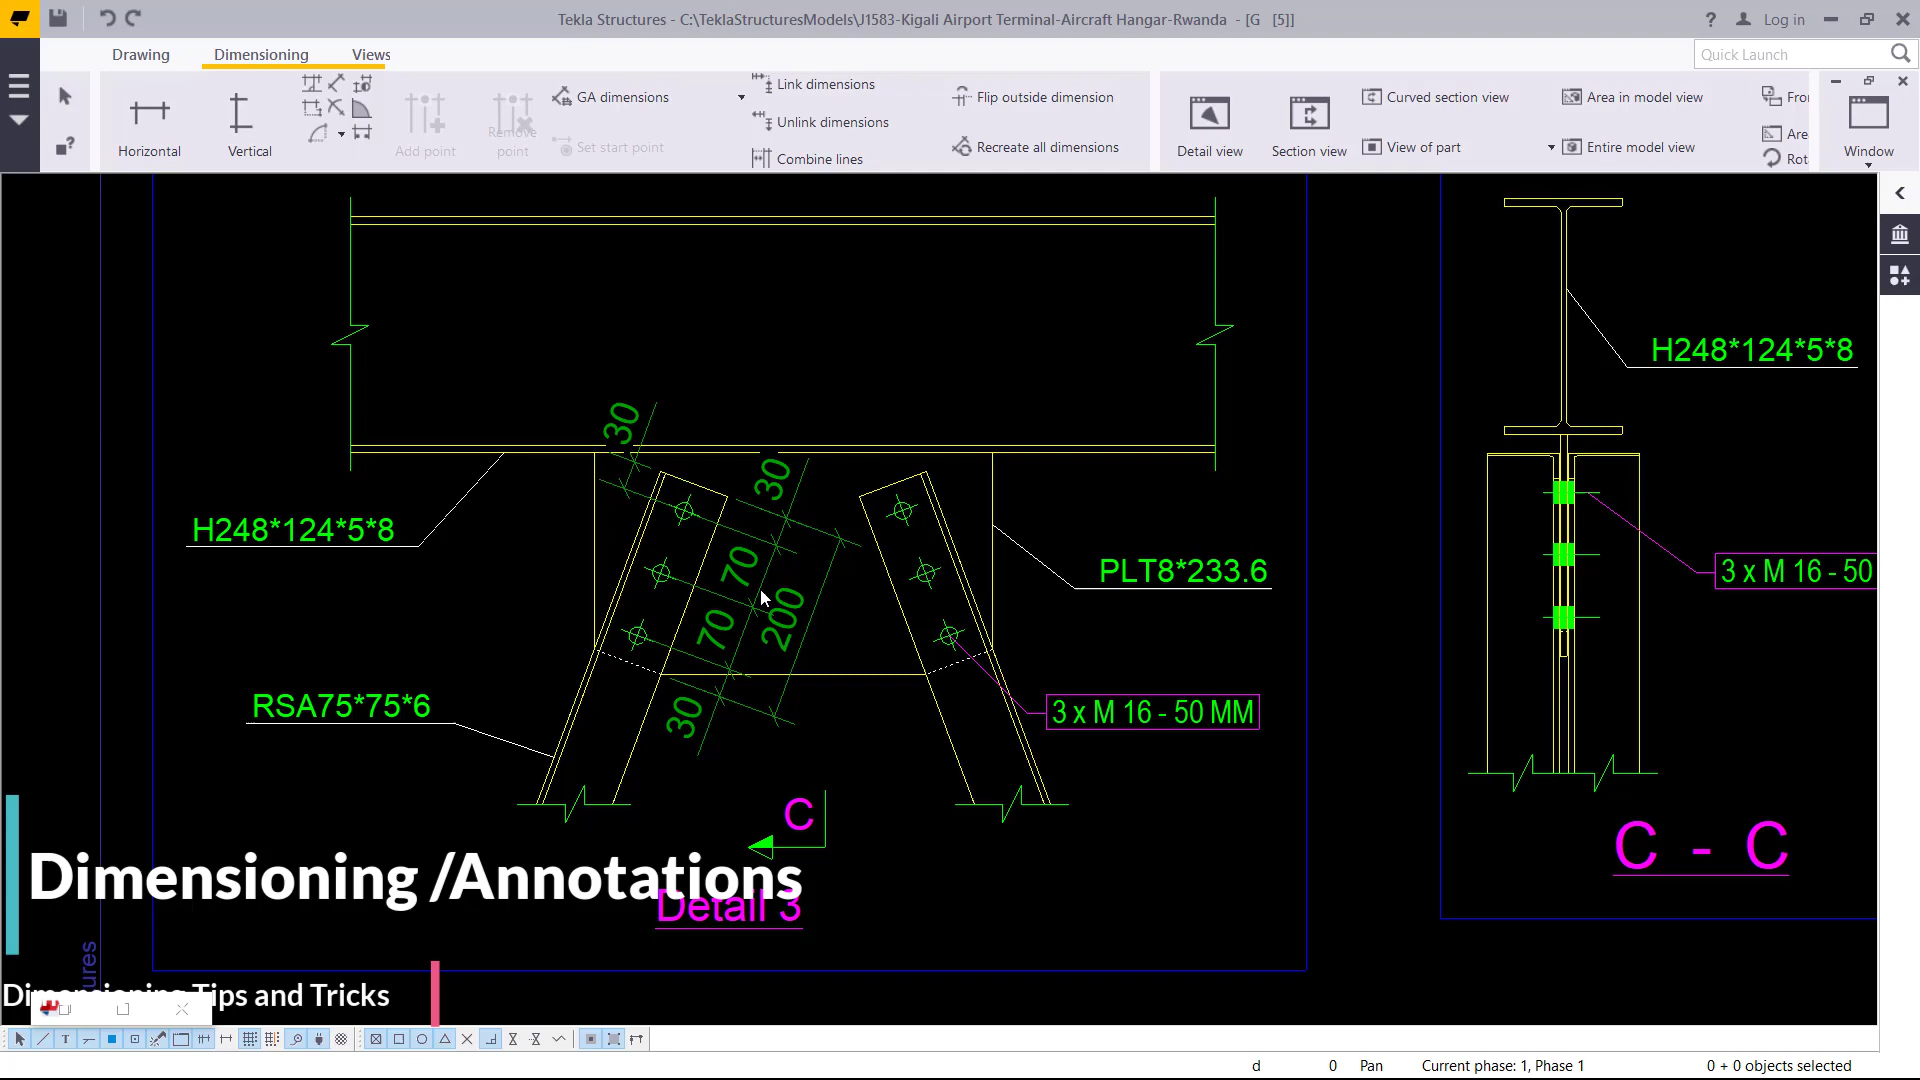 Tekla Structures - C:\TeklaStructuresModels\J1583-Kigali Airport Terminal-Aircraft Hangar-Rwanda - [G [5]]
Log in
Drawing
Dimensioning
Views
Quick Launch
Horizontal
Vertical
Add point
Remove point
GA dimensions
Set start point
Link dimensions
Unlink dimensions
Combine lines
Flip outside dimension
Recreate all dimensions
Detail view
Section view
Curved section view
View of part
Area in model view
Entire model view
Fro
Are
Rot
Window
H248*124*5*8
30
30
H248*124*5*8
70
PLT8*233.6
3 x M 16 - 50
70
200
RSA75*75*6
30
3 x M 16 - 50 MM
C
C - C
Dimensioning /Annotations
Detail 3
ures
Dimensioning Tips and Tricks
d
0
Pan
Current phase: 1, Phase 1
0 + 0 objects selected